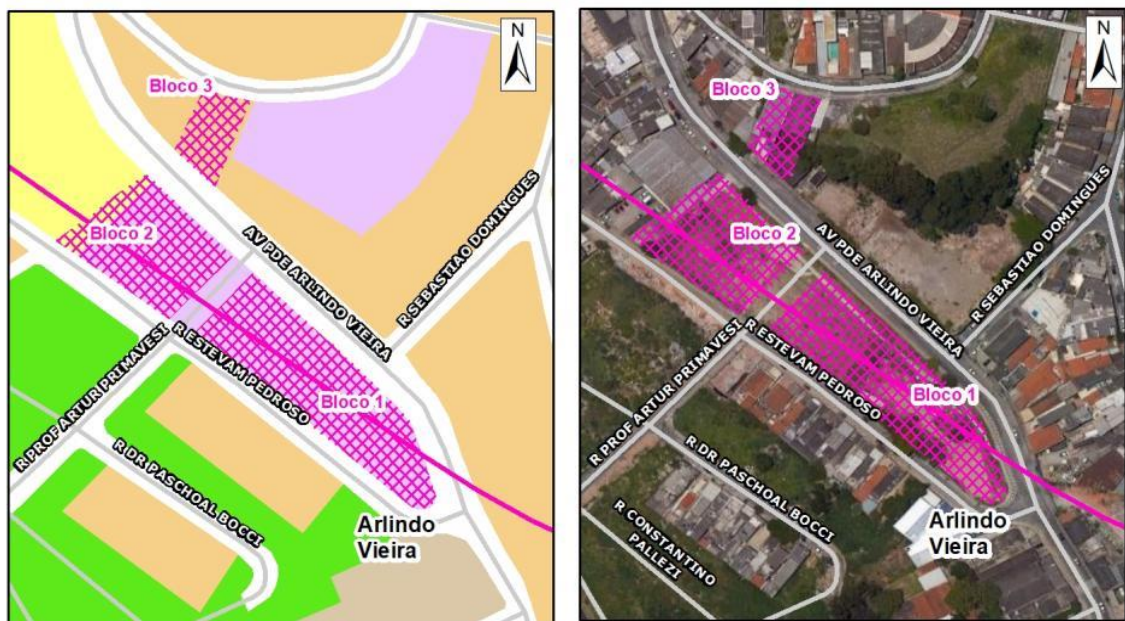 N
Bloco 3
Bloco 2
AV PDE ARLINDO VIEIRA
R SEBASTIAO DOMINGUES
R PROF ARTUR PRIMAVESI
R ESTEVAM PEDROSO
Bloco 1
R DR PASCHOAL BOCCI
Arlindo
Vieira
N
Bloco 3
Bloco 2
AV PDE ARLINDO VIEIRA
R SEBASTIAO DOMINGUES
R PROF ARTUR PRIMAVESI
R ESTEVAM PEDROSO
Bloco 1
R DR PASCHOAL BOCCI
R CONSTANTINO
PALLEZI
Arlindo
Vieira